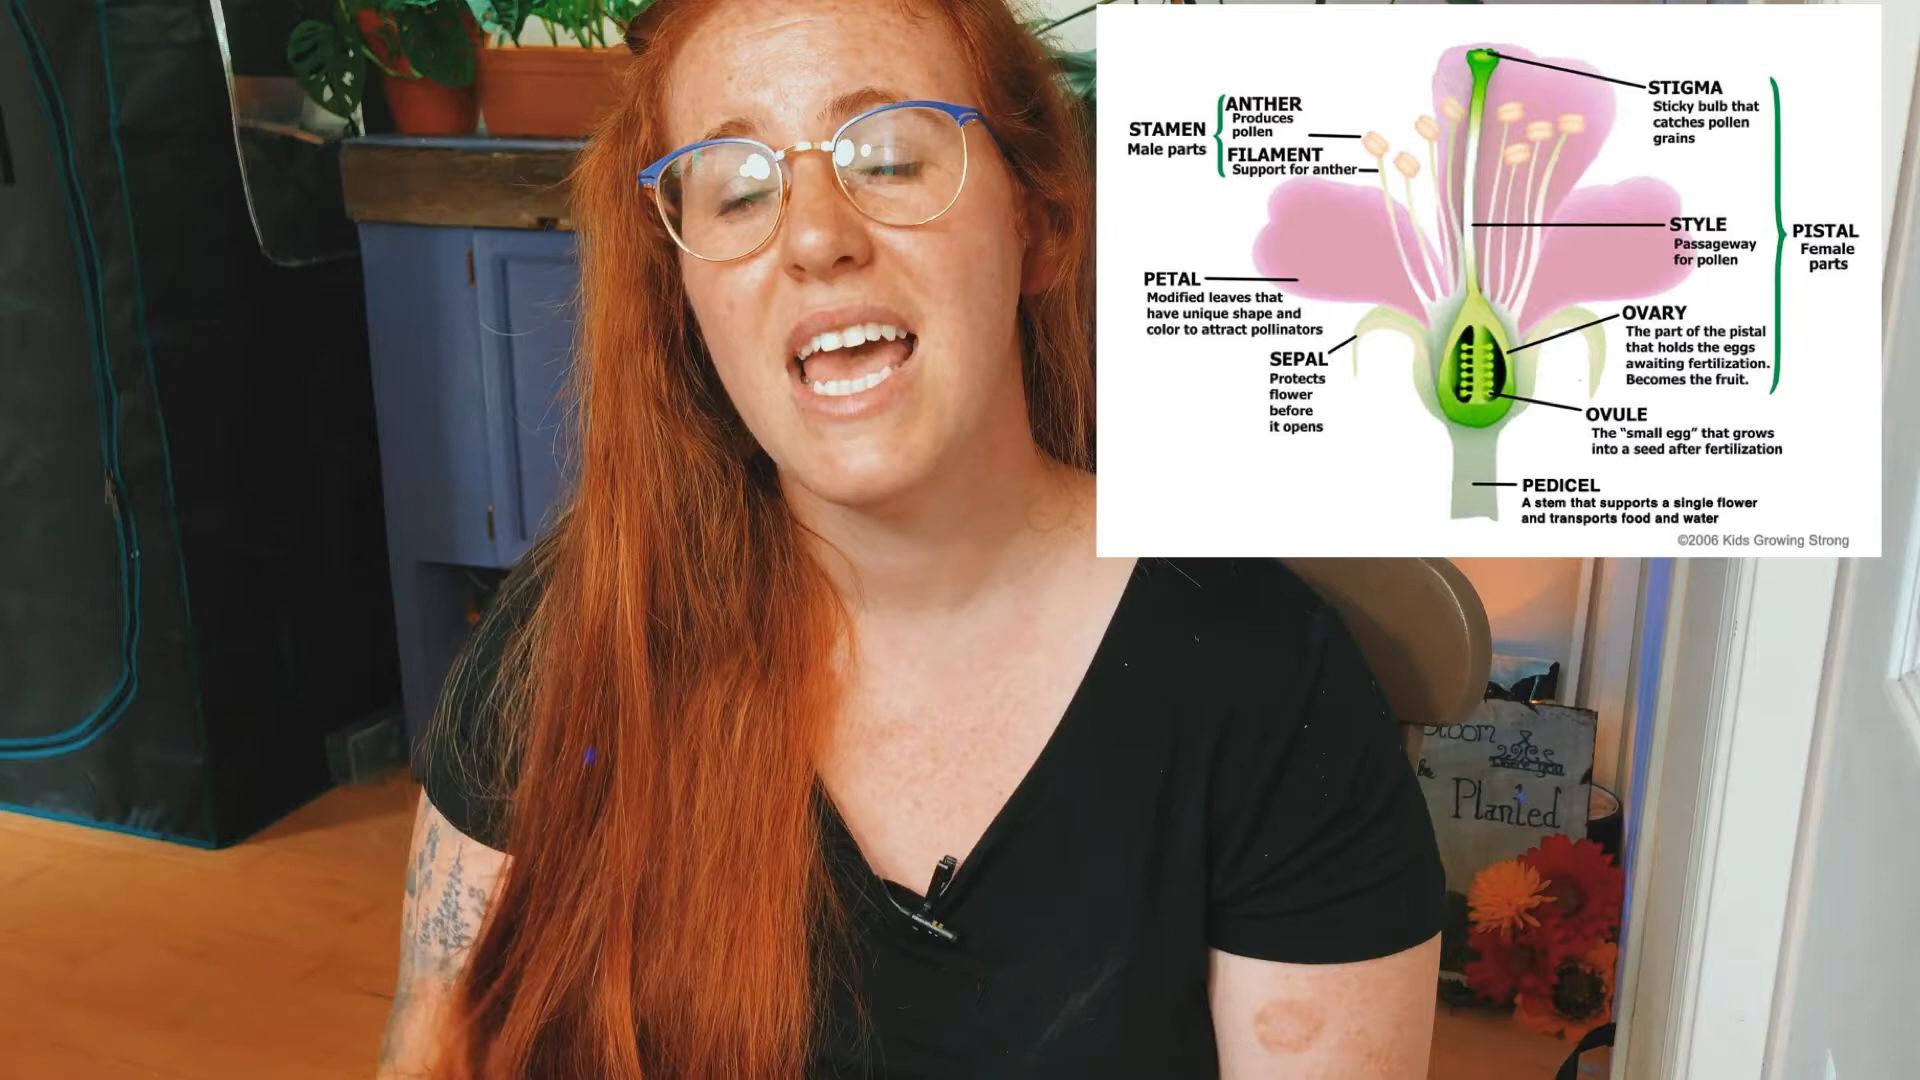 ANTHER
Produces
pollen
STAMEN
Male parts
FILAMENT
Support for anther
STIGMA
Sticky bulb that
catches pollen
grains
STYLE
Passageway
for pollen
PISTAL
Female
parts
PETAL
Modified leaves that
have unique shape and
color to attract pollinators
SEPAL
Protects
flower
before
it opens
OVARY
The part of the pistal
that holds the eggs
awaiting fertilization.
Becomes the fruit.
OVULE
The "small egg" that grows
into a seed after fertilization
PEDICEL
A stem that supports a single flower
and transports food and water
©2006 Kids Growing Strong
Planted